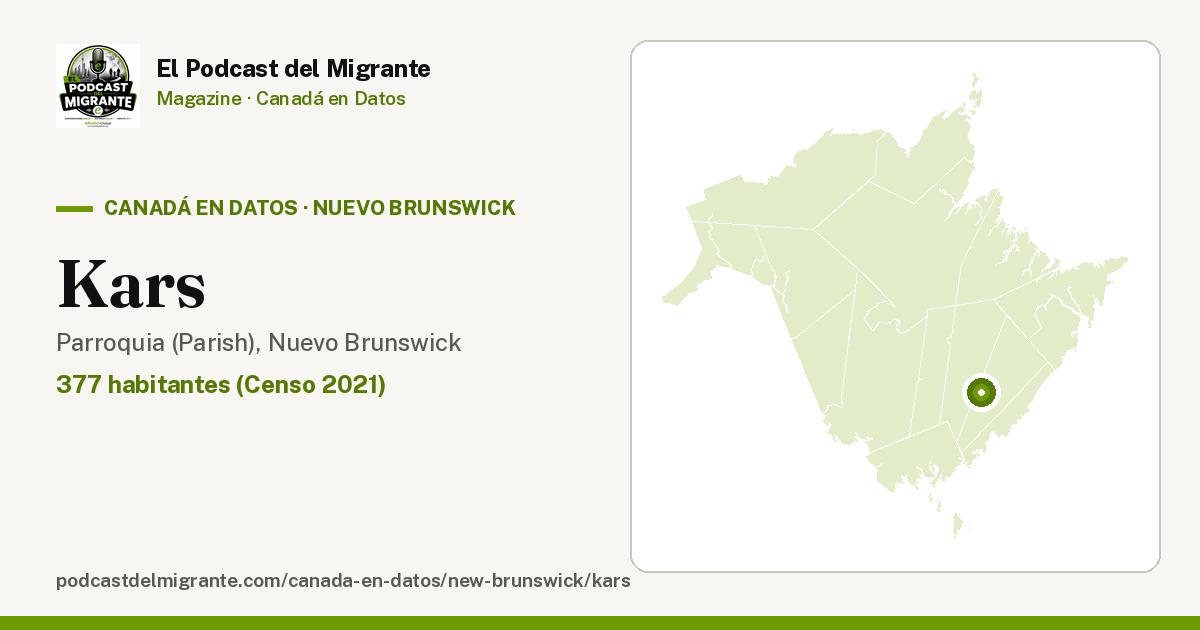 EL
PODCAST
DEL
MIGRANTE
El Podcast del Migrante
Magazine · Canadá en Datos
CANADÁ EN DATOS · NUEVO BRUNSWICK
Kars
Parroquia (Parish), Nuevo Brunswick
377 habitantes (Censo 2021)
podcastdelmigrante.com/canada-en-datos/new-brunswick/kars